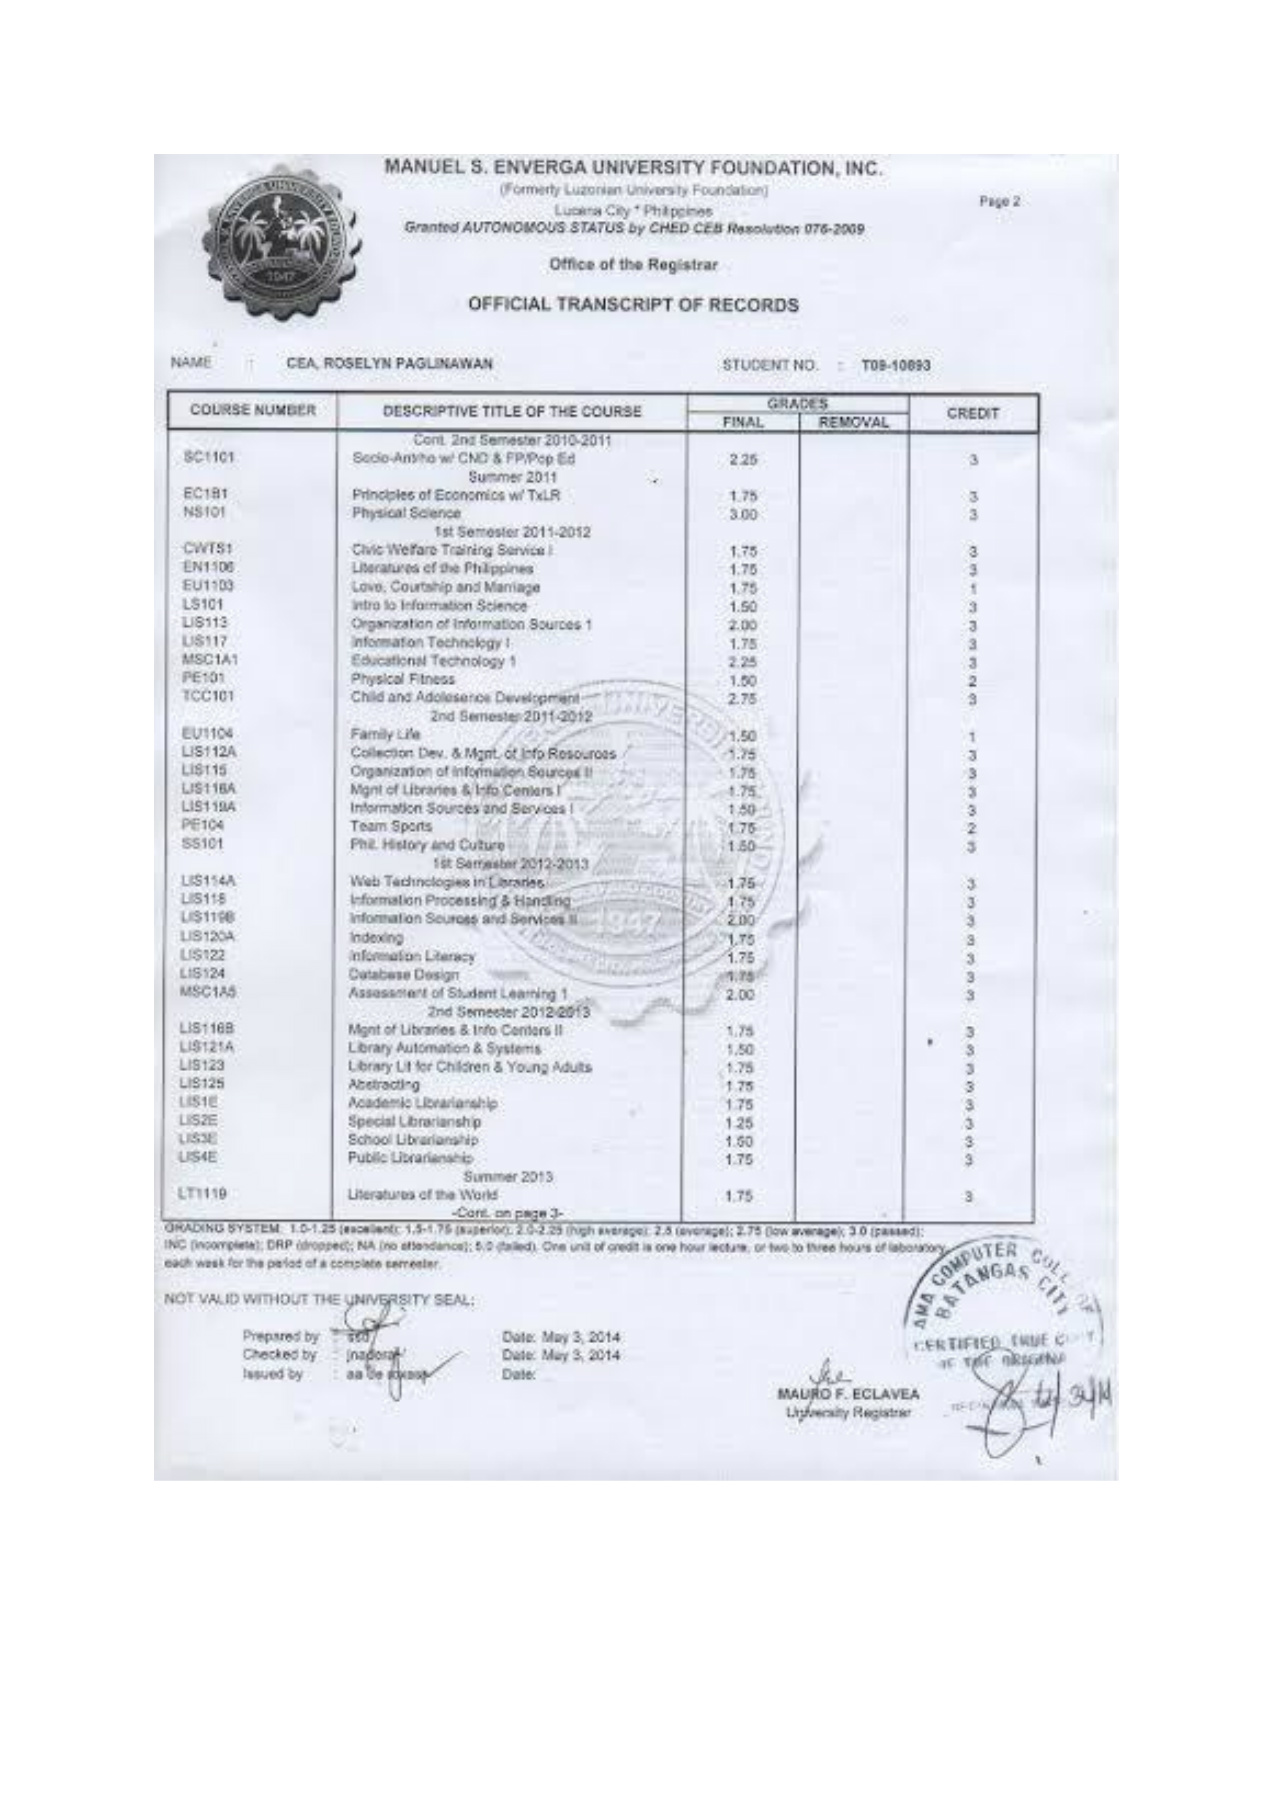 MANUEL S. ENVERGA UNIVERSITY FOUNDATION, INC.
(Formerly Luzonian University Foundation)
Lucena City * Philippines
Page 2
Granted AUTONOMOUS STATUS by CHED CEB Resolution 076-2009
Office of the Registrar
OFFICIAL TRANSCRIPT OF RECORDS
1947
NAME : CEA, ROSELYN PAGLINAWAN STUDENT NO. : T09-10893
COURSE NUMBER DESCRIPTIVE TITLE OF THE COURSE GRADES CREDIT
FINAL REMOVAL
Cont. 2nd Semester 2010-2011
SC1101 Socio-Antrho w/ CND & FP/Pop Ed 2.25 3
Summer 2011
EC1B1 Principles of Economics w/ TxLR 1.75 3
NS101 Physical Science 3.00 3
1st Semester 2011-2012
CWTS1 Civic Welfare Training Service I 1.75 3
EN1106 Literatures of the Philippines 1.75 3
EU1103 Love, Courtship and Marriage 1.75 1
LS101 Intro to Information Science 1.50 3
LIS113 Organization of Information Sources 1 2.00 3
LIS117 Information Technology I 1.75 3
MSC1A1 Educational Technology 1 2.25 3
PE101 Physical Fitness 1.50 2
TCC101 Child and Adolesence Development 2.75 3
2nd Semester 2011-2012
EU1104 Family Life 1.50 1
LIS112A Collection Dev. & Mgnt. of Info Resources 1.75 3
LIS115 Organization of Information Sources II 1.75 3
LIS116A Mgnt of Libraries & Info Centers I 1.75 3
LIS119A Information Sources and Services I 1.50 3
PE104 Team Sports 1.75 2
SS101 Phil. History and Culture 1.50 3
1st Semester 2012-2013
LIS114A Web Technologies in Libraries 1.75 3
LIS118 Information Processing & Handling 1.75 3
LIS119B Information Sources and Services II 2.00 3
LIS120A Indexing 1.75 3
LIS122 Information Literacy 1.75 3
LIS124 Database Design 1.75 3
MSC1A5 Assessment of Student Learning 1 2.00 3
2nd Semester 2012-2013
LIS116B Mgnt of Libraries & Info Centers II 1.75 3
LIS121A Library Automation & Systems 1.50 3
LIS123 Library Lit for Children & Young Adults 1.75 3
LIS125 Abstracting 1.75 3
LIS1E Academic Librarianship 1.75 3
LIS2E Special Librarianship 1.25 3
LIS3E School Librarianship 1.50 3
LIS4E Public Librarianship 1.75 3
Summer 2013
LT1119 Literatures of the World 1.75 3
-Cont. on page 3-
GRADING SYSTEM: 1.0-1.25 (excellent); 1.5-1.75 (superior); 2.0-2.25 (high average); 2.5 (average); 2.75 (low average); 3.0 (passed);
INC (incomplete); DRP (dropped); NA (no attendance); 5.0 (failed). One unit of credit is one hour lecture, or two to three hours of laboratory
each week for the period of a complete semester.
NOT VALID WITHOUT THE UNIVERSITY SEAL:
Prepared by : Date: May 3, 2014
Checked by : Date: May 3, 2014
Issued by : aa de Date:
MAURO F. ECLAVEA
University Registrar
AMA COMPUTER COLL
BATANGAS CITY
CERTIFIED TRUE
OF THE ORIGINAL